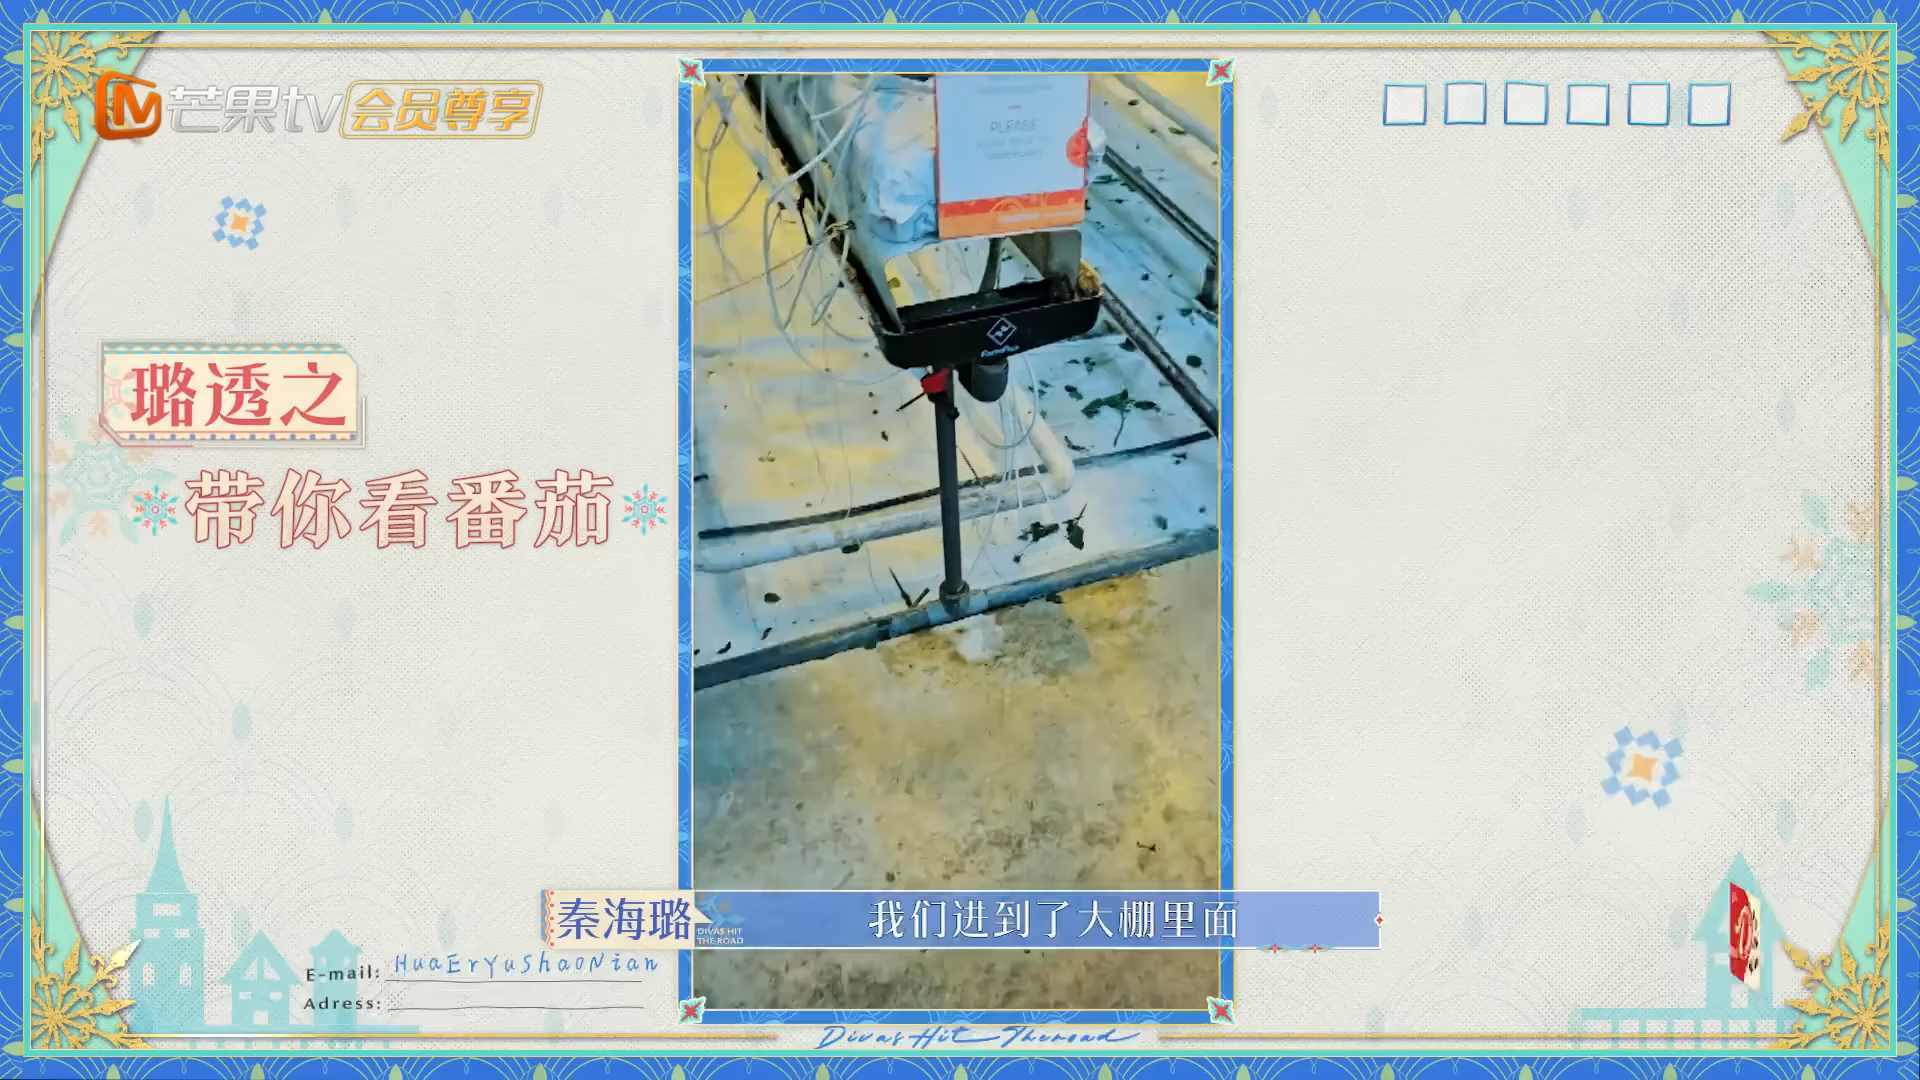 芒果tv会员尊享
PLEASE
璐透之
带你看番茄
秦海璐
DIVAS HIT
THE ROAD
我们进到了大棚里面
E-mail: HuaErYuShaoNian
Adress:
Divas Hit Theroad